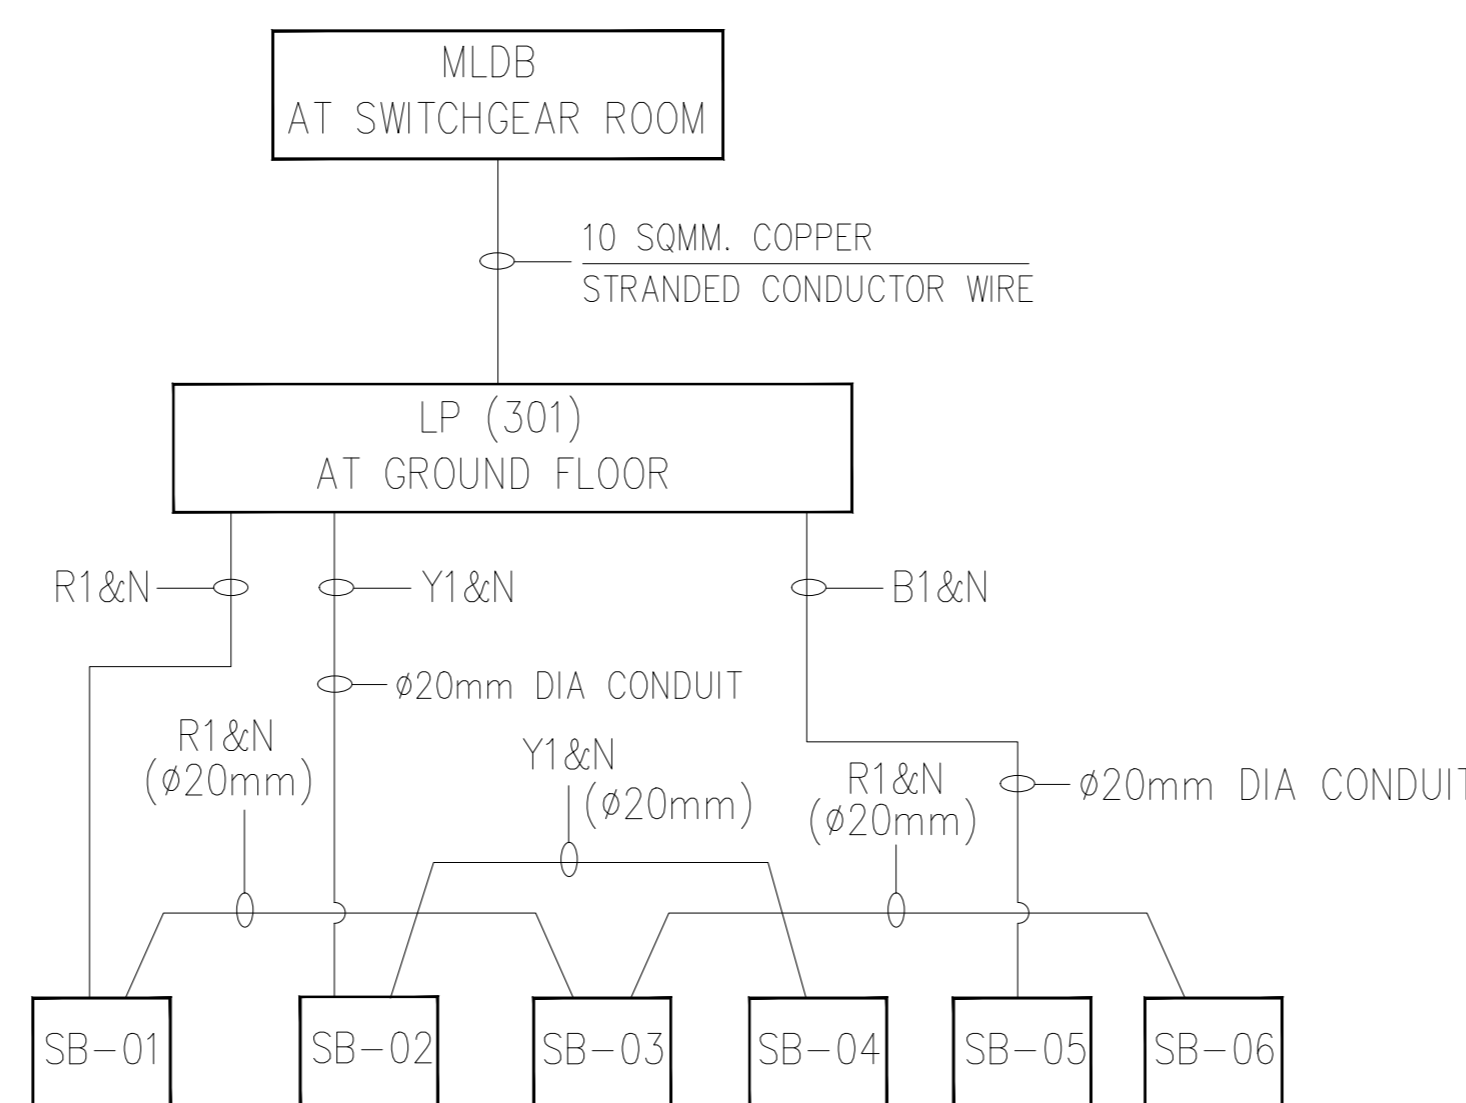 MLDB
AT SWITCHGEAR ROOM
10 SQMM. COPPER
STRANDED CONDUCTOR WIRE
LP (301)
AT GROUND FLOOR
R1&N
Y1&N
B1&N
ø20mm DIA CONDUIT
R1&N
(ø20mm)
Y1&N
(ø20mm)
R1&N
(ø20mm)
ø20mm DIA CONDUIT
SB-01
SB-02
SB-03
SB-04
SB-05
SB-06